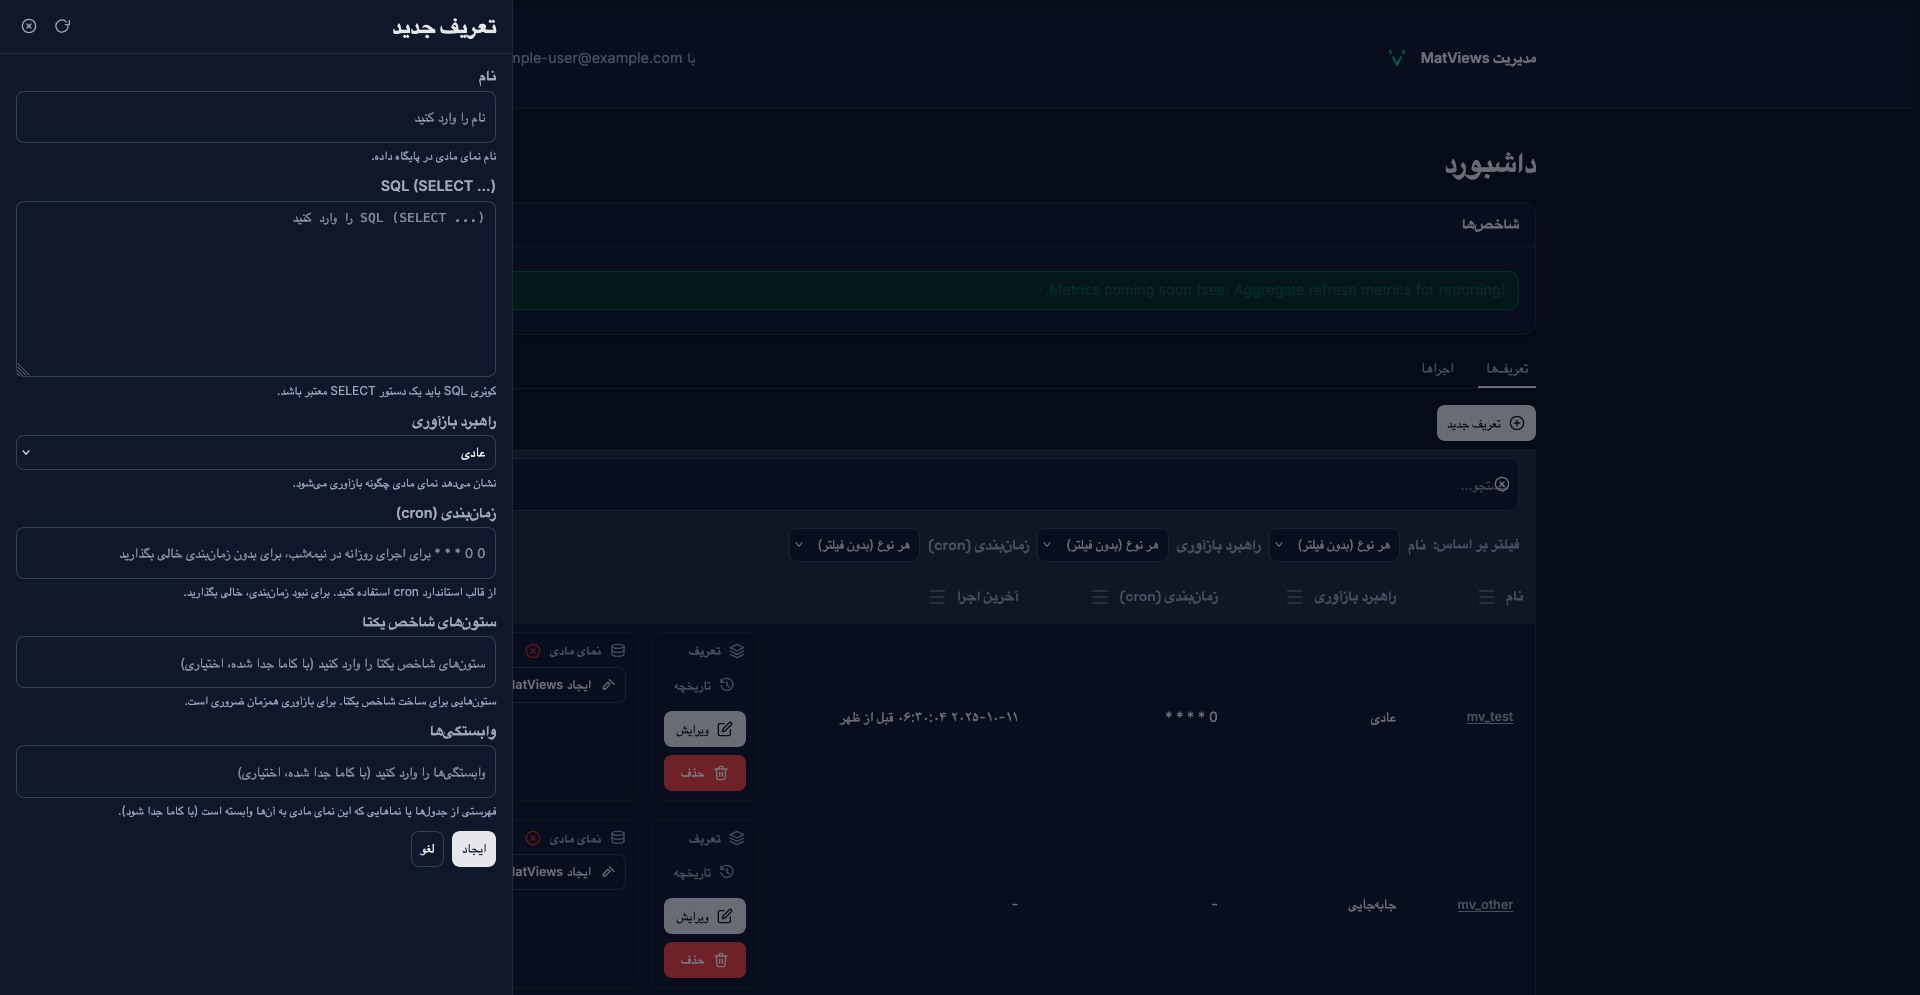 تعریف جدید
نام
نام را وارد کنید
نام نمای مادی در پایگاه داده.
SQL (SELECT ...)
SQL (SELECT ...) را وارد کنید
کوئری SQL باید یک دستور SELECT معتبر باشد.
راهبرد بازآوری
عادی
نشان می‌دهد نمای مادی چگونه بازآوری می‌شود.
زمان‌بندی (cron)
0 0 * * * برای اجرای روزانه در نیمه‌شب، برای بدون زمان‌بندی خالی بگذارید
از قالب استاندارد cron استفاده کنید. برای نبود زمان‌بندی، خالی بگذارید.
ستون‌های شاخص یکتا
ستون‌های شاخص یکتا را وارد کنید (با کاما جدا شده، اختیاری)
ستون‌هایی برای ساخت شاخص یکتا. برای بازآوری همزمان ضروری است.
وابستگی‌ها
وابستگی‌ها را وارد کنید (با کاما جدا شده، اختیاری)
فهرستی از جدول‌ها یا نماهایی که این نمای مادی به آن‌ها وابسته است (با کاما جدا شود).
ایجاد
لغو
مدیریت MatViews
با mple-user@example.com
داشبورد
شاخص‌ها
Metrics coming soon (see: Aggregate refresh metrics for reporting).
تعریف‌ها
اجراها
تعریف جدید
جستجو...
فیلتر بر اساس: نام هر نوع (بدون فیلتر) راهبرد بازآوری هر نوع (بدون فیلتر) زمان‌بندی (cron) هر نوع (بدون فیلتر)
نام راهبرد بازآوری زمان‌بندی (cron) آخرین اجرا
mv_test عادی 0 * * * * ۲۰۲۵-۱۰-۱۱ ۰۶:۳۰:۰۴ قبل از ظهر
تعریف
تاریخچه
ویرایش
حذف
نمای مادی
ایجاد MatViews
mv_other جابه‌جایی - -
تعریف
تاریخچه
ویرایش
حذف
نمای مادی
ایجاد MatViews